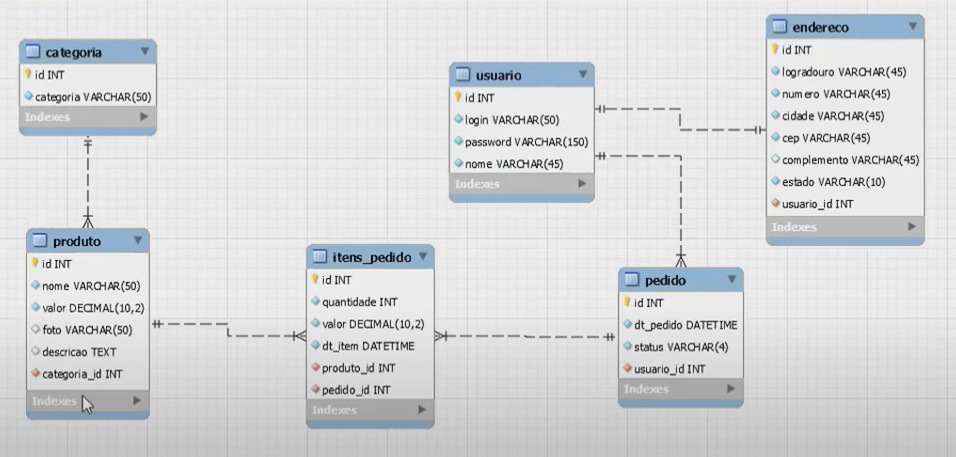 categoria
id INT
categoria VARCHAR(50)
Indexes
usuario
id INT
login VARCHAR(50)
password VARCHAR(150)
nome VARCHAR(45)
Indexes
endereco
id INT
logradouro VARCHAR(45)
numero VARCHAR(45)
cidade VARCHAR(45)
cep VARCHAR(45)
complemento VARCHAR(45)
estado VARCHAR(10)
usuario_id INT
Indexes
produto
id INT
nome VARCHAR(50)
valor DECIMAL(10,2)
foto VARCHAR(50)
descricao TEXT
categoria_id INT
Indexes
itens_pedido
id INT
quantidade INT
valor DECIMAL(10,2)
dt_item DATETIME
produto_id INT
pedido_id INT
Indexes
pedido
id INT
dt_pedido DATETIME
status VARCHAR(4)
usuario_id INT
Indexes